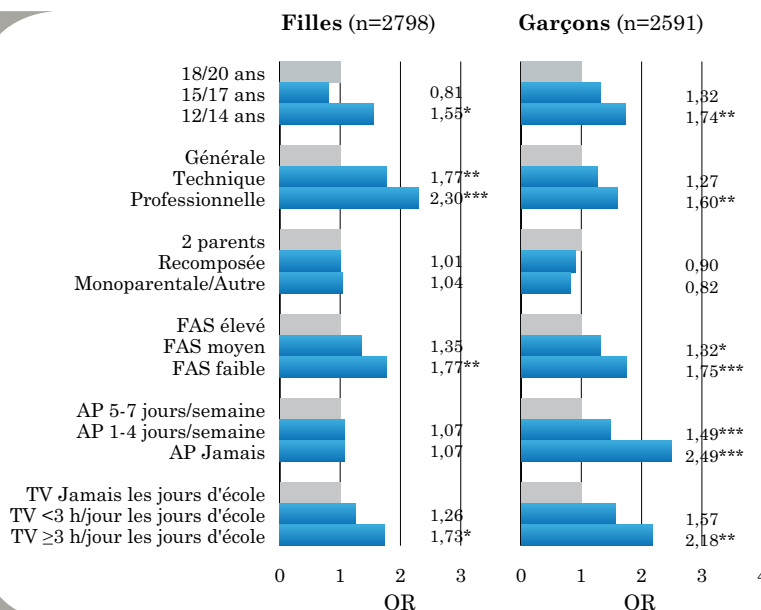 Filles (n=2798) Garçons (n=2591)
18/20 ans
15/17 ans 0,81 1,32
12/14 ans 1,55* 1,74**
Générale
Technique 1,77** 1,27
Professionnelle 2,30*** 1,60**
2 parents
Recomposée 1,01 0,90
Monoparentale/Autre 1,04 0,82
FAS élevé
FAS moyen 1,35 1,32*
FAS faible 1,77** 1,75***
AP 5-7 jours/semaine
AP 1-4 jours/semaine 1,07 1,49***
AP Jamais 1,07 2,49***
TV Jamais les jours d'école
TV <3 h/jour les jours d'école 1,26 1,57
TV ≥3 h/jour les jours d'école 1,73* 2,18**
0 1 2 3 0 1 2 3
OR OR